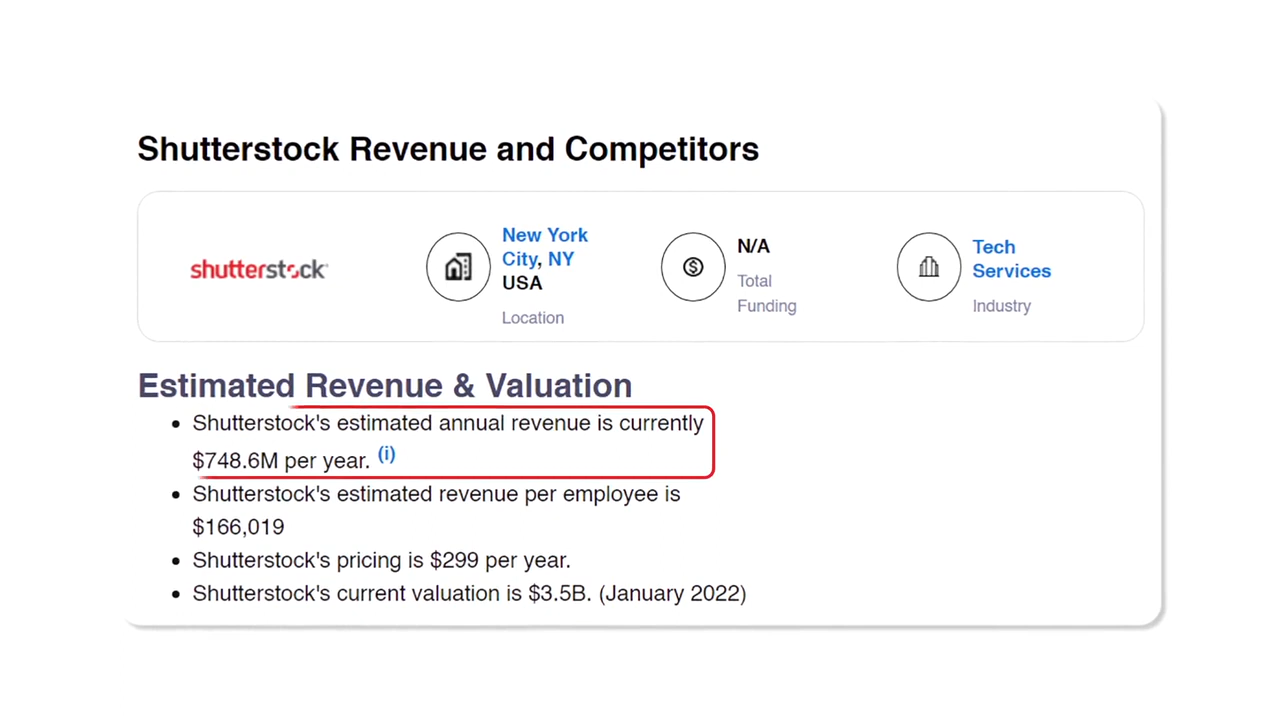 Shutterstock Revenue and Competitors
shutterstock
New York
City, NY
USA
Location
N/A
Total
Funding
Tech
Services
Industry
Estimated Revenue & Valuation
Shutterstock's estimated annual revenue is currently
$748.6M per year. (i)
Shutterstock's estimated revenue per employee is
$166,019
Shutterstock's pricing is $299 per year.
Shutterstock's current valuation is $3.5B. (January 2022)